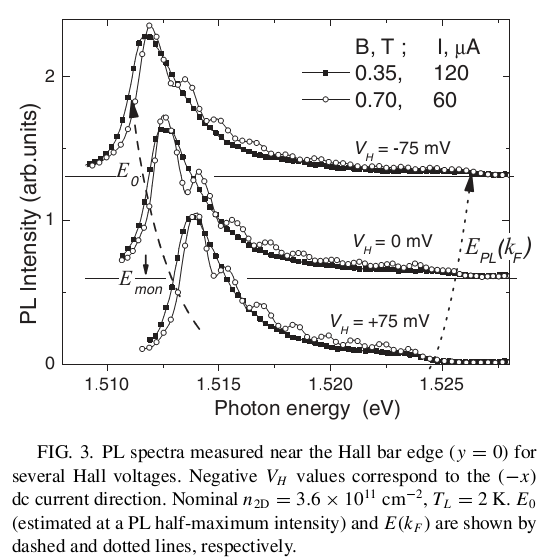 B, T ; I, μA
0.35, 120
0.70, 60
2
1
0
PL Intensity (arb.units)
V_H = -75 mV
E_0
V_H = 0 mV
E_PL(k_F)
E_mon
V_H = +75 mV
1.510 1.515 1.520 1.525
Photon energy (eV)
FIG. 3. PL spectra measured near the Hall bar edge (y = 0) for
several Hall voltages. Negative V_H values correspond to the (−x)
dc current direction. Nominal n_2D = 3.6 × 10^11 cm^−2, T_L = 2 K. E_0
(estimated at a PL half-maximum intensity) and E(k_F) are shown by
dashed and dotted lines, respectively.